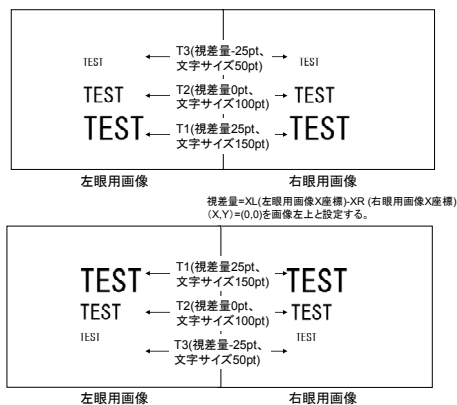 TEST
T3(視差量-25pt、
文字サイズ50pt)
TEST
TEST
T2(視差量0pt、
文字サイズ100pt)
TEST
TEST
T1(視差量25pt、
文字サイズ150pt)
TEST
左眼用画像
右眼用画像
視差量=XL(左眼用画像X座標)-XR (右眼用画像X座標)
(X,Y)=(0,0)を画像左上と設定する。
TEST
T1(視差量25pt、
文字サイズ150pt)
TEST
TEST
T2(視差量0pt、
文字サイズ100pt)
TEST
TEST
T3(視差量-25pt、
文字サイズ50pt)
TEST
左眼用画像
右眼用画像